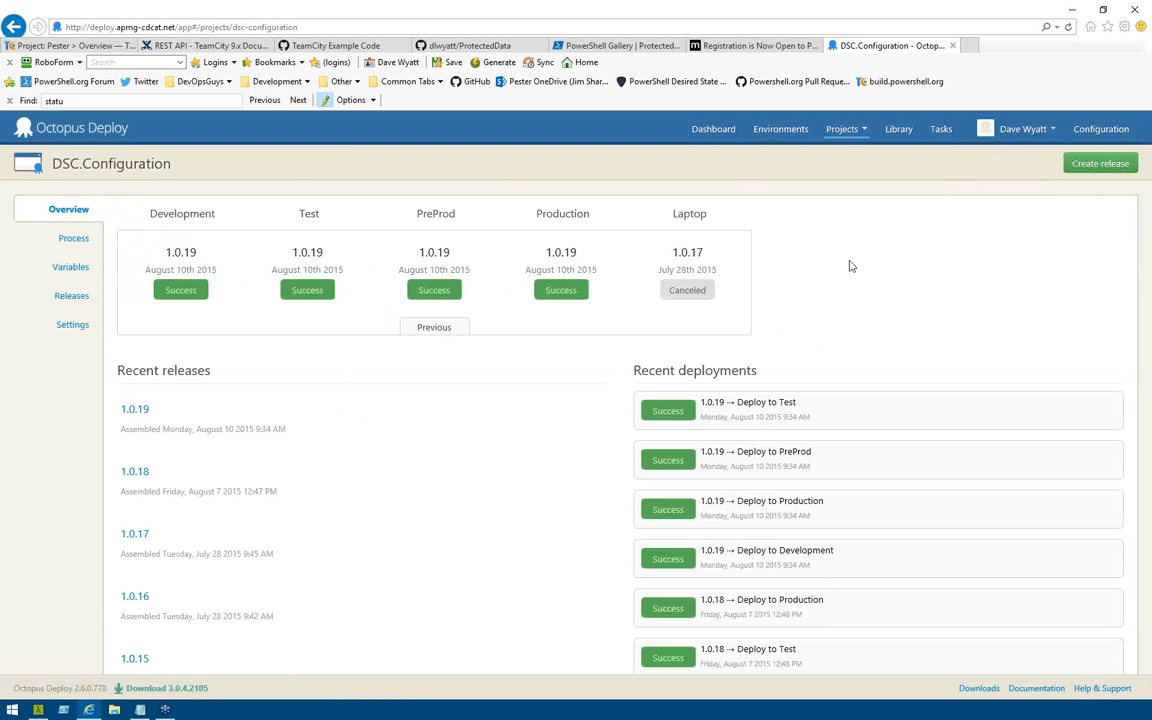 http://deploy.apmg-cdcat.net/app#/projects/dsc-configuration
Project: Pester > Overview — T...
REST API - TeamCity 9.x Docu...
TeamCity Example Code
dlwyatt/ProtectedData
PowerShell Gallery | Protected...
Registration is Now Open to P...
DSC.Configuration - Octop...
RoboForm
Search
Logins
Bookmarks
(logins)
Dave Wyatt
Save
Generate
Sync
Home
PowerShell.org Forum
Twitter
DevOpsGuys
Development
Other
Common Tabs
GitHub
Pester OneDrive (Jim Shar...
PowerShell Desired State ...
Powershell.org Pull Reque...
build.powershell.org
Find: statu
Previous
Next
Options
Octopus Deploy
Dashboard
Environments
Projects
Library
Tasks
Dave Wyatt
Configuration
DSC.Configuration
Create release
Overview
Process
Variables
Releases
Settings
Development
Test
PreProd
Production
Laptop
1.0.19
1.0.19
1.0.19
1.0.19
1.0.17
August 10th 2015
August 10th 2015
August 10th 2015
August 10th 2015
July 28th 2015
Success
Success
Success
Success
Canceled
Previous
Recent releases
1.0.19
Assembled Monday, August 10 2015 9:34 AM
1.0.18
Assembled Friday, August 7 2015 12:47 PM
1.0.17
Assembled Tuesday, July 28 2015 9:45 AM
1.0.16
Assembled Tuesday, July 28 2015 9:42 AM
1.0.15
Recent deployments
Success
1.0.19 → Deploy to Test
Monday, August 10 2015 9:34 AM
Success
1.0.19 → Deploy to PreProd
Monday, August 10 2015 9:34 AM
Success
1.0.19 → Deploy to Production
Monday, August 10 2015 9:34 AM
Success
1.0.19 → Deploy to Development
Monday, August 10 2015 9:34 AM
Success
1.0.18 → Deploy to Production
Friday, August 7 2015 12:48 PM
Success
1.0.18 → Deploy to Test
Friday, August 7 2015 12:48 PM
Octopus Deploy 2.6.0.778
Download 3.0.4.2105
Downloads
Documentation
Help & Support